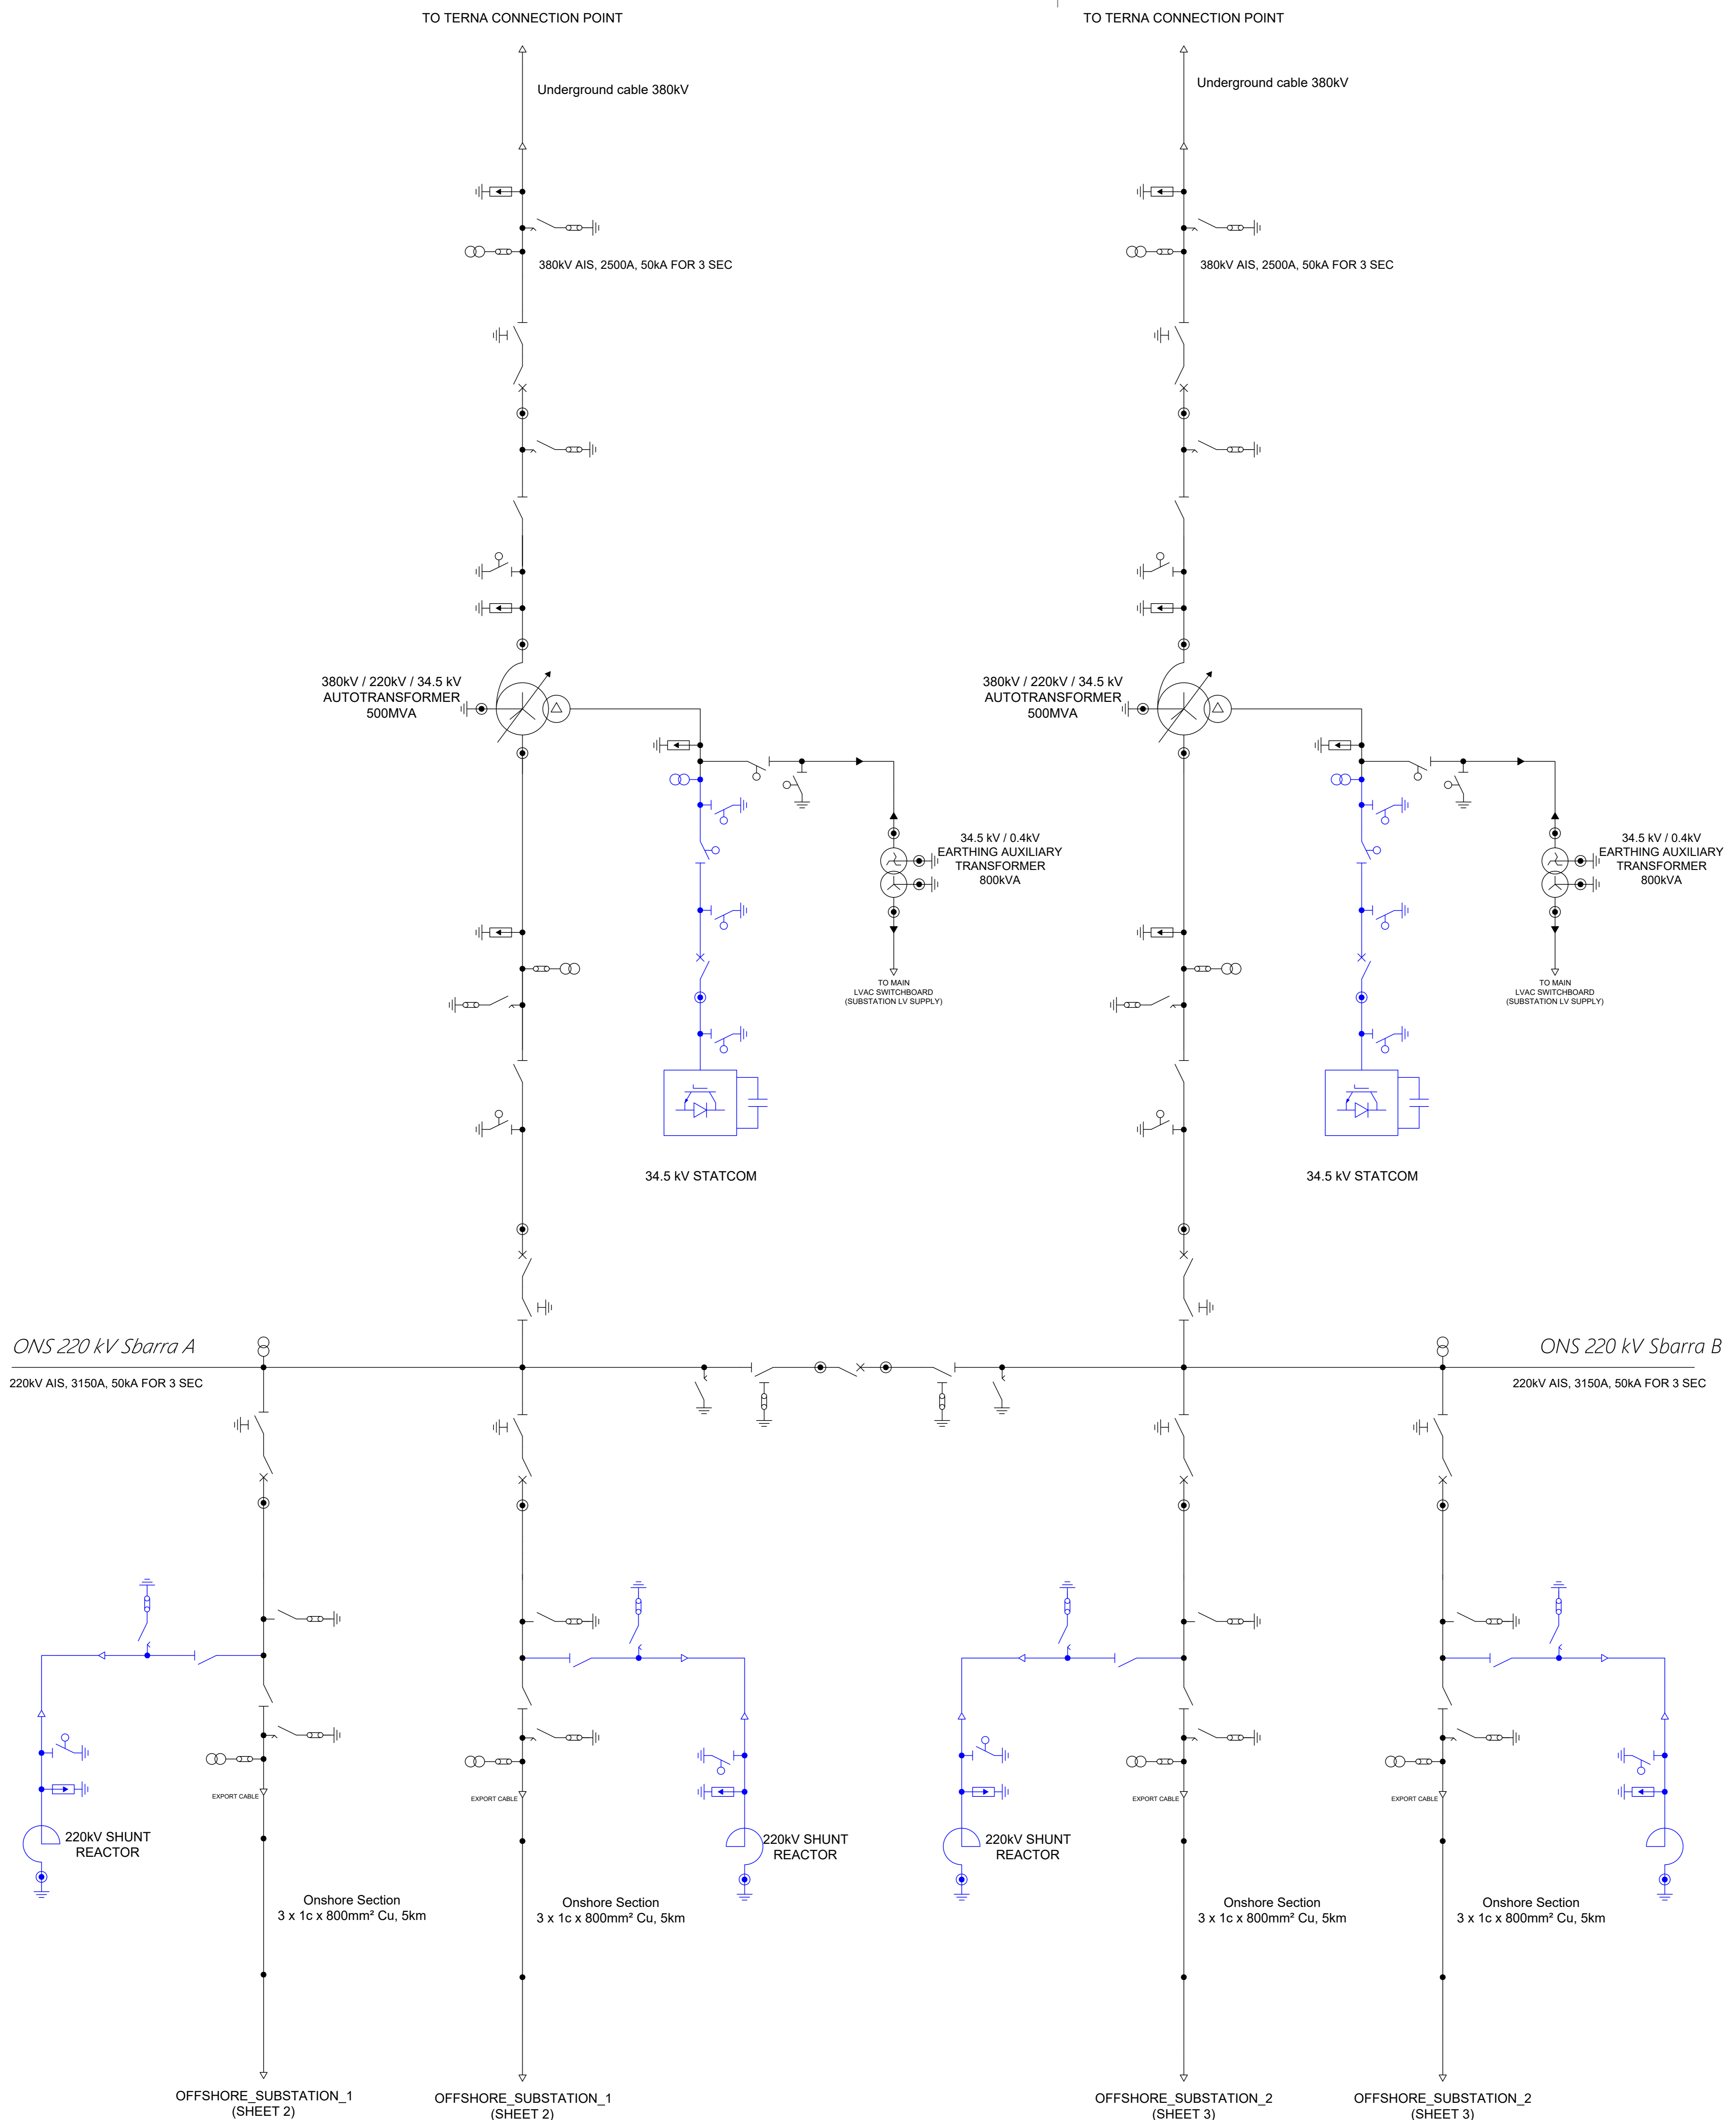 TO TERNA CONNECTION POINT
TO TERNA CONNECTION POINT
Underground cable 380kV
Underground cable 380kV
380kV AIS, 2500A, 50kA FOR 3 SEC
380kV AIS, 2500A, 50kA FOR 3 SEC
380kV / 220kV / 34.5 kV
AUTOTRANSFORMER
500MVA
380kV / 220kV / 34.5 kV
AUTOTRANSFORMER
500MVA
34.5 kV / 0.4kV
EARTHING AUXILIARY
TRANSFORMER
800kVA
34.5 kV / 0.4kV
EARTHING AUXILIARY
TRANSFORMER
800kVA
TO MAIN
LVAC SWITCHBOARD
(SUBSTATION LV SUPPLY)
TO MAIN
LVAC SWITCHBOARD
(SUBSTATION LV SUPPLY)
34.5 kV STATCOM
34.5 kV STATCOM
ONS 220 kV Sbarra A
ONS 220 kV Sbarra B
220kV AIS, 3150A, 50kA FOR 3 SEC
220kV AIS, 3150A, 50kA FOR 3 SEC
EXPORT CABLE
EXPORT CABLE
EXPORT CABLE
EXPORT CABLE
220kV SHUNT
REACTOR
220kV SHUNT
REACTOR
220kV SHUNT
REACTOR
Onshore Section
3 x 1c x 800mm² Cu, 5km
Onshore Section
3 x 1c x 800mm² Cu, 5km
Onshore Section
3 x 1c x 800mm² Cu, 5km
Onshore Section
3 x 1c x 800mm² Cu, 5km
OFFSHORE_SUBSTATION_1
(SHEET 2)
OFFSHORE_SUBSTATION_1
(SHEET 2)
OFFSHORE_SUBSTATION_2
(SHEET 3)
OFFSHORE_SUBSTATION_2
(SHEET 3)